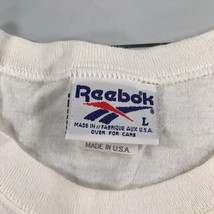 Reebok
L
MADE IN // FABRIQUE AUX U.S.A.
OVER FOR CARE
MADE IN U.S.A.